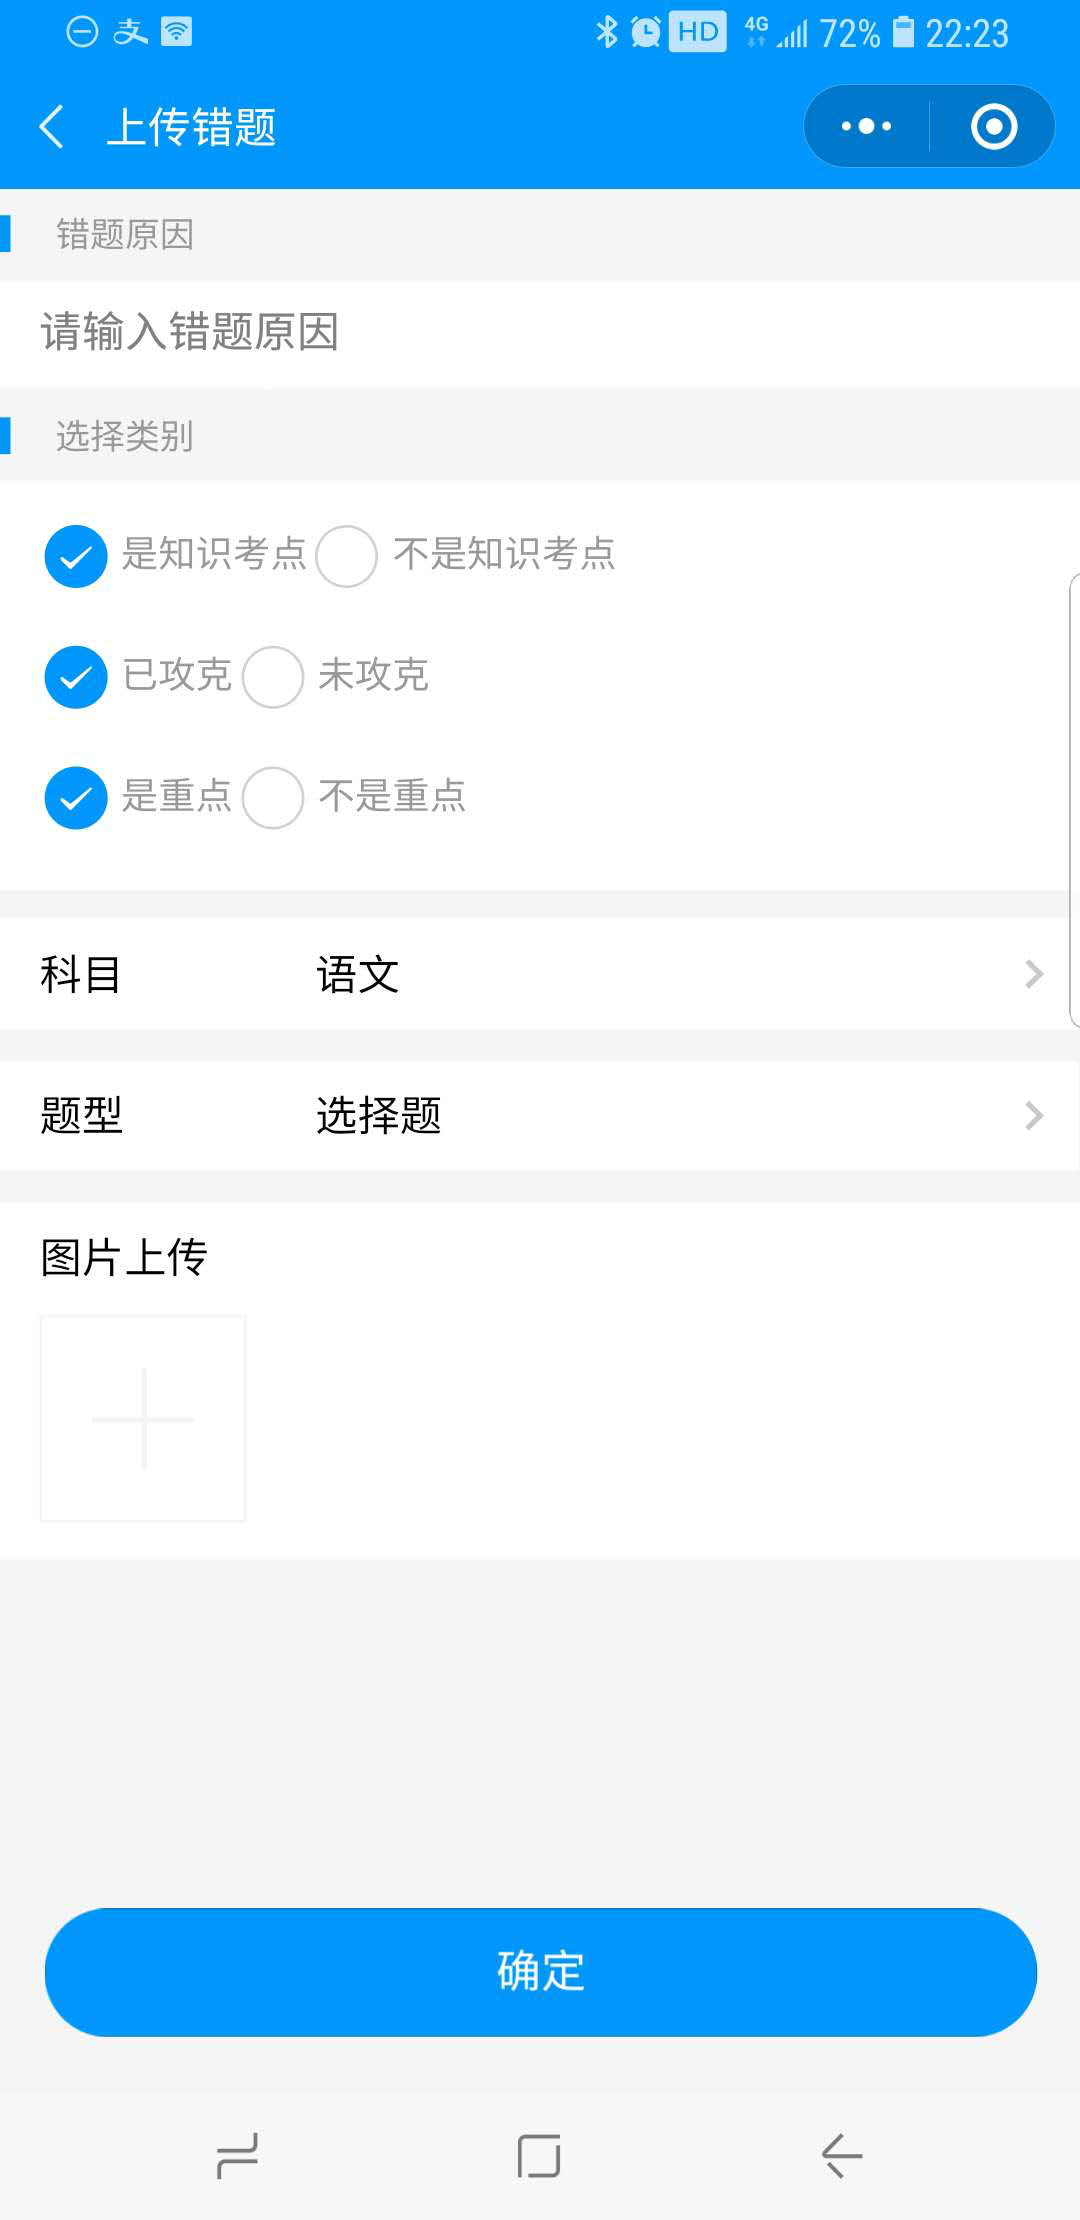 支 HD 4G 72% 22:23
上传错题
错题原因
请输入错题原因
选择类别
是知识考点 不是知识考点
已攻克 未攻克
是重点 不是重点
科目 语文
题型 选择题
图片上传
确定